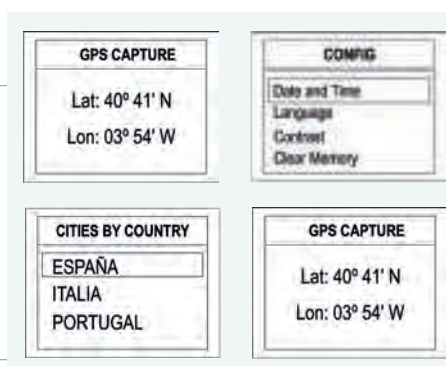 GPS CAPTURE
Lat: 40º 41' N
Lon: 03º 54' W
CONFIG
Date and Time
Language
Contrast
Clear Memory
CITIES BY COUNTRY
ESPAÑA
ITALIA
PORTUGAL
GPS CAPTURE
Lat: 40º 41' N
Lon: 03º 54' W